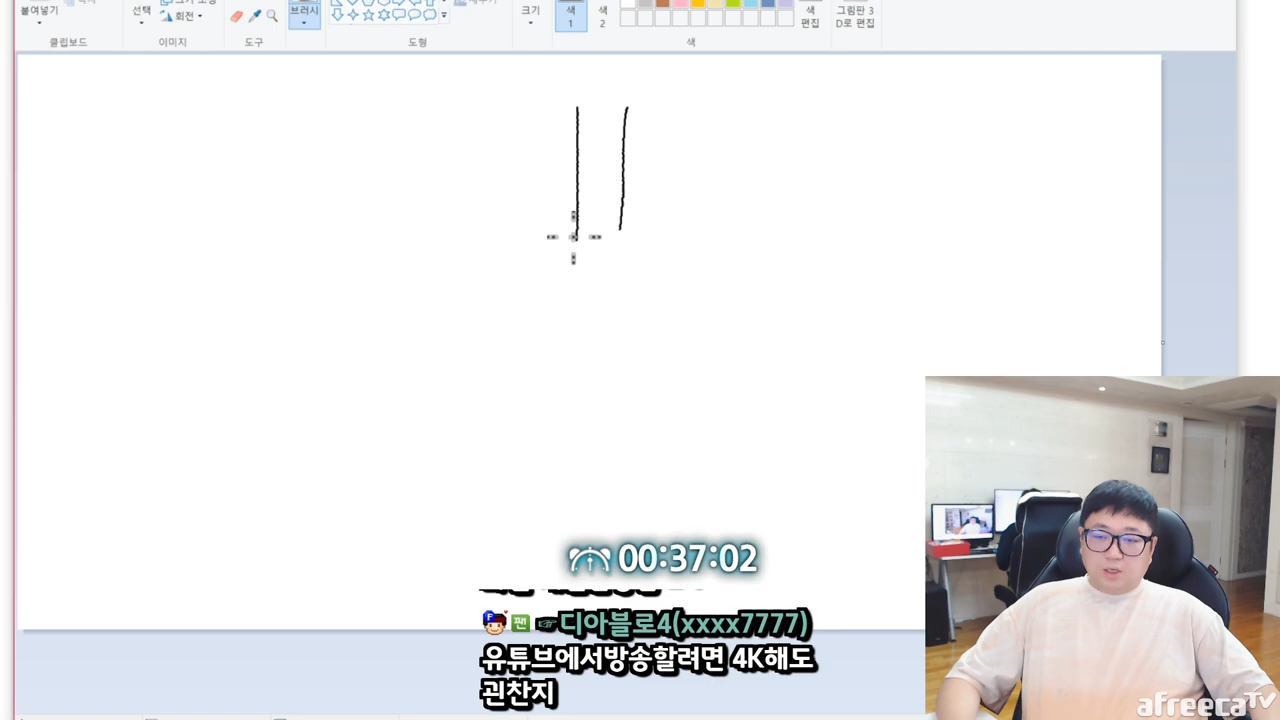 붙여넣기
선택
회전
브러시
크기
색
1
색
2
색
편집
그림판 3
D로 편집
클립보드
이미지
도구
도형
색
00:37:02
F 팬 ☞디아블로4(xxxx7777)
유튜브에서방송할려면 4K해도
괸찬지
afreecaTV